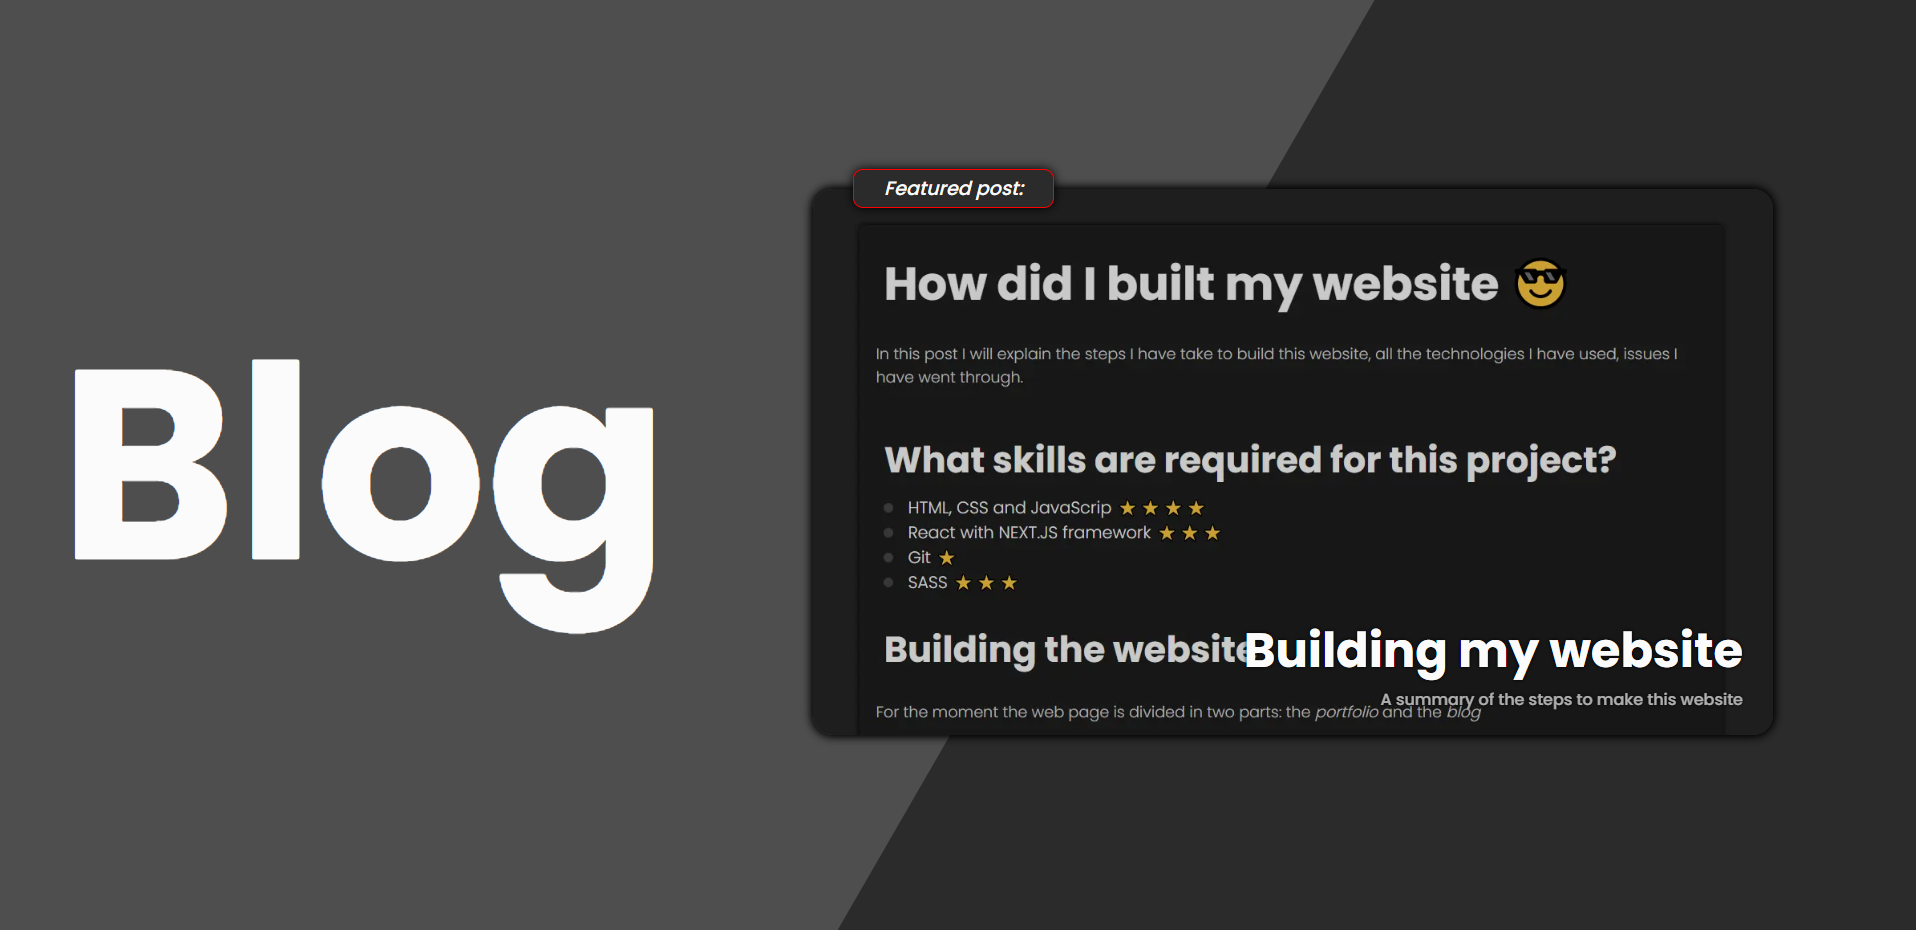 Blog
Featured post:
How did I built my website 😎
In this post I will explain the steps I have take to build this website, all the technologies I have used, issues I
have went through.
What skills are required for this project?
HTML, CSS and JavaScrip ★ ★ ★ ★
React with NEXT.JS framework ★ ★ ★
Git ★
SASS ★ ★ ★
Building the website
Building my website
A summary of the steps to make this website
For the moment the web page is divided in two parts: the portfolio and the blog